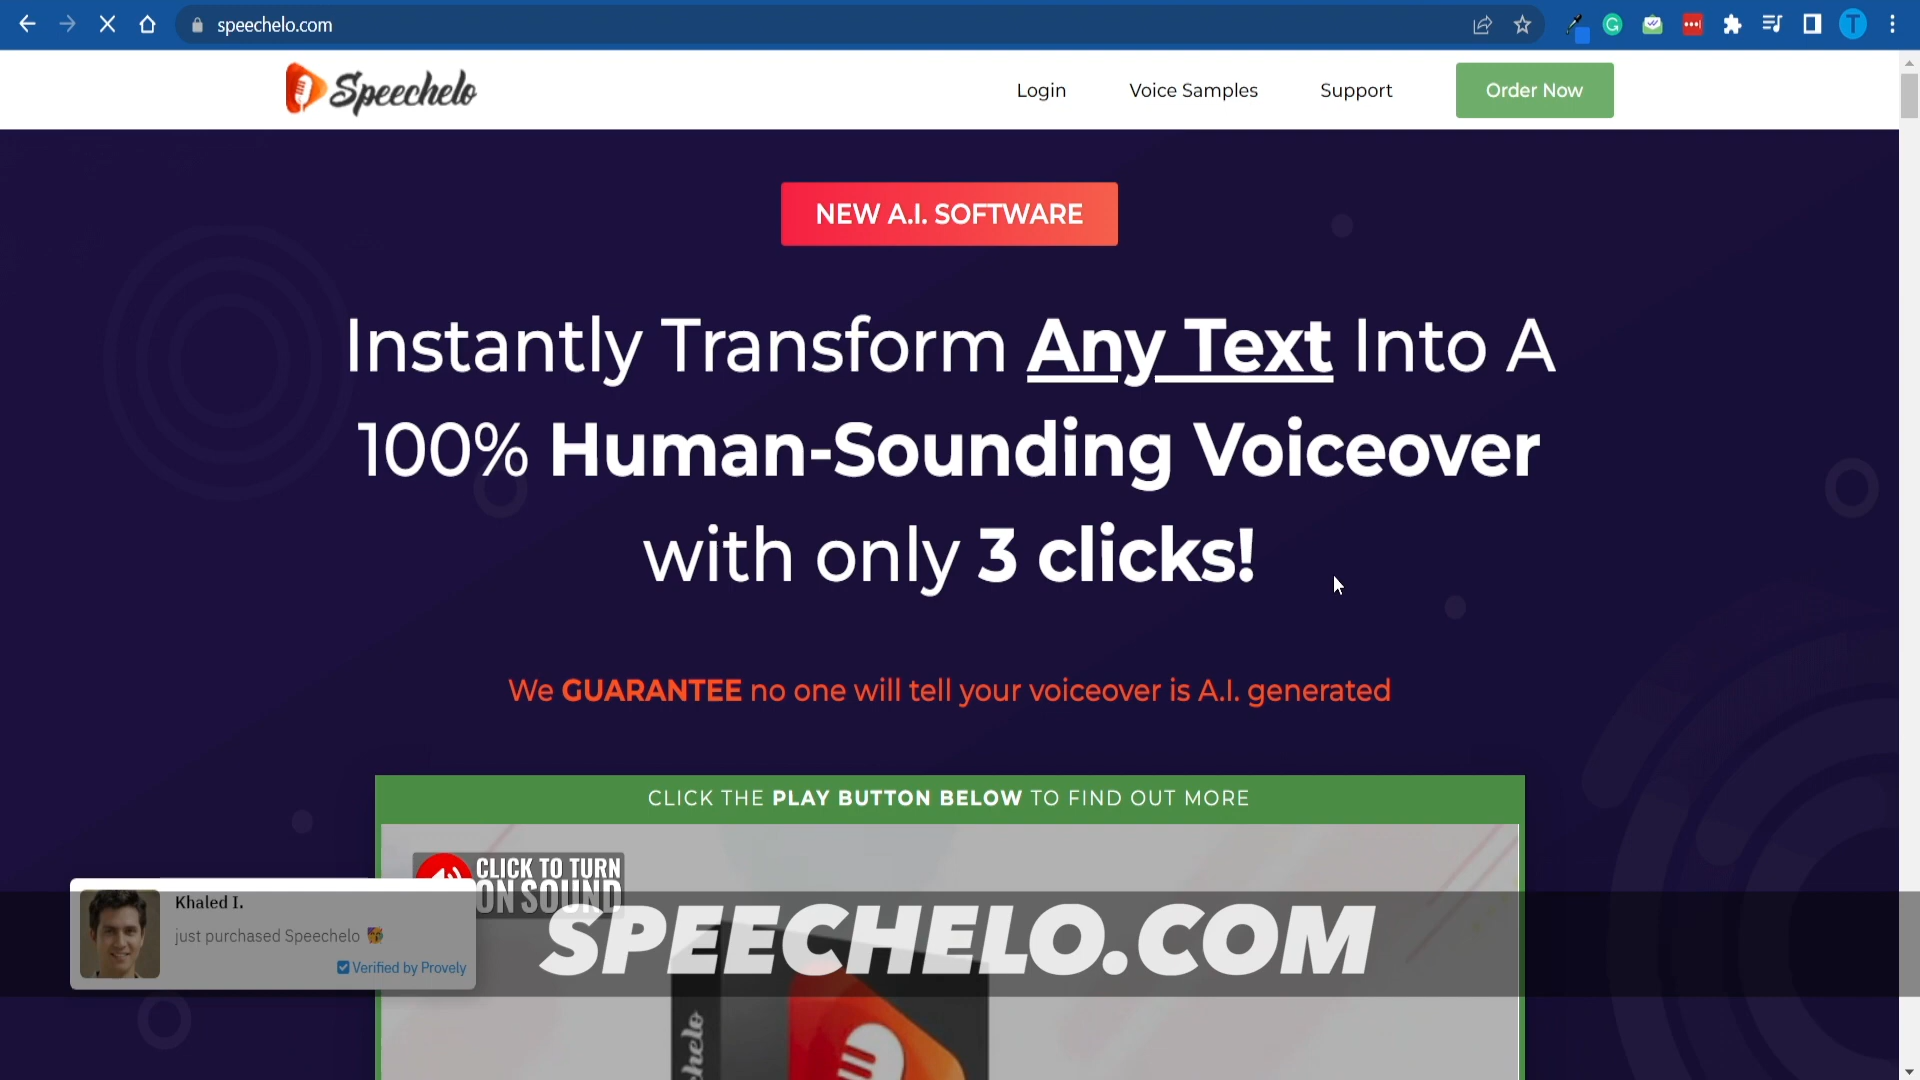 speechelo.com
Speechelo
Login
Voice Samples
Support
Order Now
NEW A.I. SOFTWARE
Instantly Transform Any Text Into A
100% Human-Sounding Voiceover
with only 3 clicks!
We GUARANTEE no one will tell your voiceover is A.I. generated
CLICK THE PLAY BUTTON BELOW TO FIND OUT MORE
CLICK TO TURN
ON SOUND
Khaled I.
just purchased Speechelo
Verified by Provely
SPEECHELO.COM
T
G